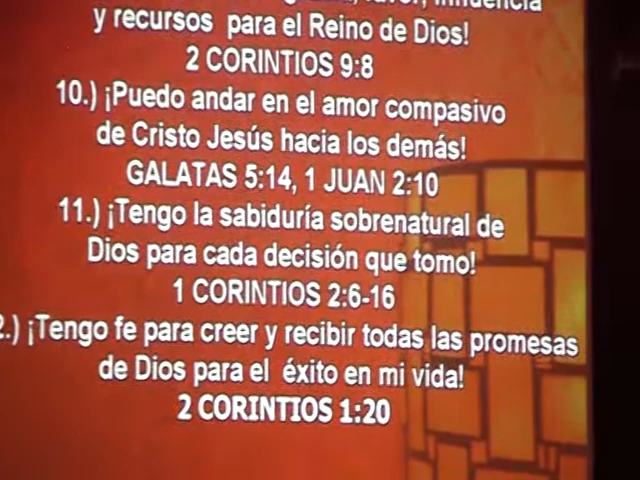 influencia
y recursos para el Reino de Dios!
2 CORINTIOS 9:8
10.) ¡Puedo andar en el amor compasivo
de Cristo Jesús hacia los demás!
GALATAS 5:14, 1 JUAN 2:10
11.) ¡Tengo la sabiduría sobrenatural de
Dios para cada decisión que tomo!
1 CORINTIOS 2:6-16
2.) ¡Tengo fe para creer y recibir todas las promesas
de Dios para el éxito en mi vida!
2 CORINTIOS 1:20